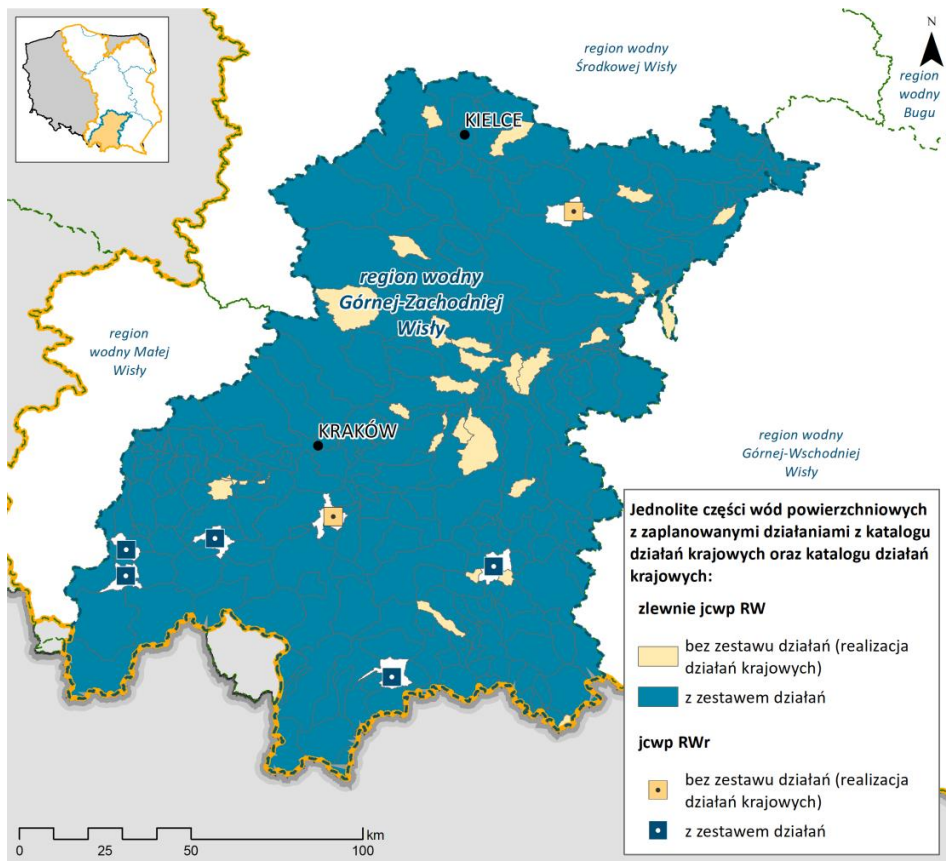 N
region wodny
Środkowej Wisły
region
wodny
Bugu
KIELCE
region wodny
Górnej-Zachodniej
Wisły
region
wodny Małej
Wisły
KRAKÓW
region wodny
Górnej-Wschodniej
Wisły
Jednolite części wód powierzchniowych
z zaplanowanymi działaniami z katalogu
działań krajowych oraz katalogu działań
krajowych:
zlewnie jcwp RW
bez zestawu działań (realizacja
działań krajowych)
z zestawem działań
jcwp RWr
bez zestawu działań (realizacja
działań krajowych)
z zestawem działań
km
0 25 50 100